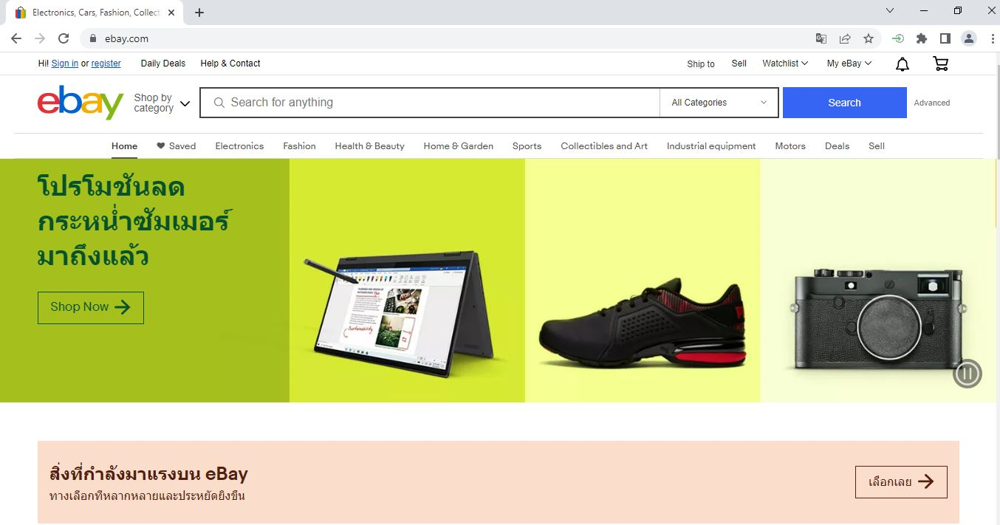 Electronics, Cars, Fashion, Collect
ebay.com
Hi! Sign in or register
Daily Deals
Help & Contact
Ship to
Sell
Watchlist
My eBay
ebay
Shop by
category
Search for anything
All Categories
Search
Advanced
Home
Saved
Electronics
Fashion
Health & Beauty
Home & Garden
Sports
Collectibles and Art
Industrial equipment
Motors
Deals
Sell
โปรโมชันลด
กระหน่ำซัมเมอร์
มาถึงแล้ว
Shop Now
Sustainability
สิ่งที่กำลังมาแรงบน eBay
ทางเลือกที่หลากหลายและประหยัดยิ่งขึ้น
เลือกเลย